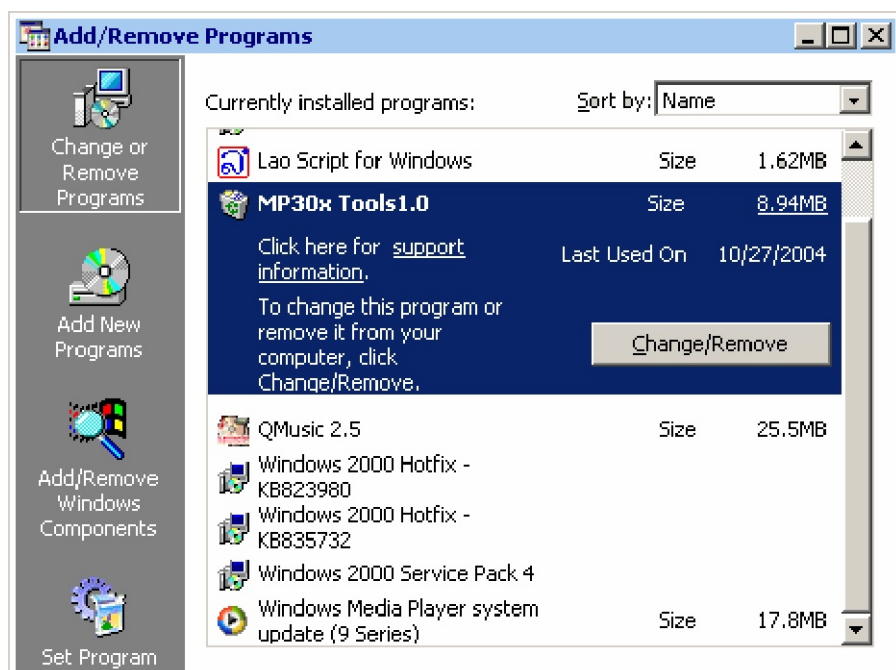 Add/Remove Programs
Change or
Remove
Programs
Add New
Programs
Add/Remove
Windows
Components
Set Program
Currently installed programs:
Sort by: Name
Lao Script for Windows Size 1.62MB
MP30x Tools1.0 Size 8.94MB
Click here for support
information.
Last Used On 10/27/2004
To change this program or
remove it from your
computer, click
Change/Remove.
Change/Remove
QMusic 2.5 Size 25.5MB
Windows 2000 Hotfix -
KB823980
Windows 2000 Hotfix -
KB835732
Windows 2000 Service Pack 4
Windows Media Player system
update (9 Series) Size 17.8MB